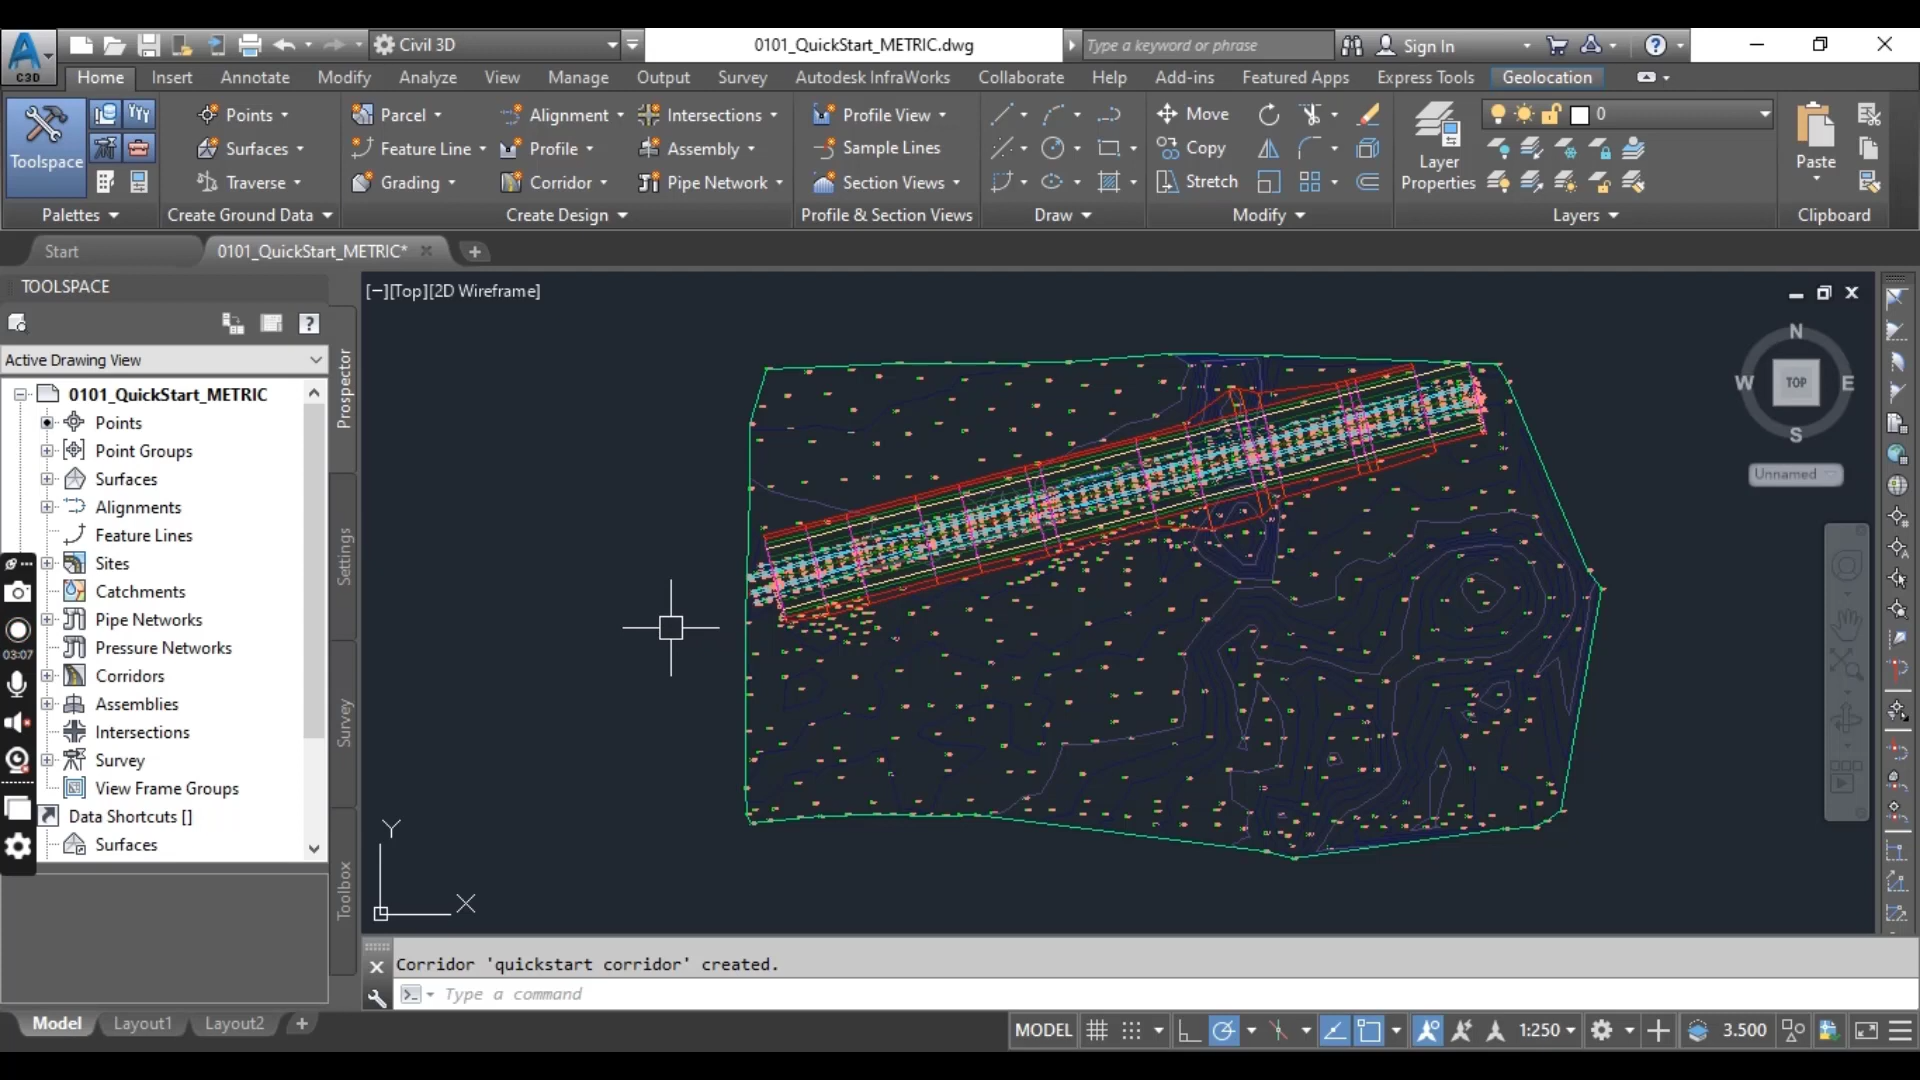 C3D
Civil 3D
0101_QuickStart_METRIC.dwg
Type a keyword or phrase
Sign In
Home Insert Annotate Modify Analyze View Manage Output Survey Autodesk InfraWorks Collaborate Help Add-ins Featured Apps Express Tools Geolocation
Points
Parcel
Alignment
Intersections
Profile View
Move
0
Surfaces
Feature Line
Profile
Assembly
Sample Lines
Copy
Toolspace
Layer Properties
Paste
Traverse
Grading
Corridor
Pipe Network
Section Views
Stretch
Palettes
Create Ground Data
Create Design
Profile & Section Views
Draw
Modify
Layers
Clipboard
Start
0101_QuickStart_METRIC*
TOOLSPACE
[−][Top][2D Wireframe]
Active Drawing View
0101_QuickStart_METRIC
Points
Point Groups
Surfaces
Alignments
Feature Lines
Sites
Catchments
Pipe Networks
Pressure Networks
Corridors
Assemblies
Intersections
Survey
View Frame Groups
Data Shortcuts []
Surfaces
Prospector
Settings
Survey
Toolbox
03:07
N
W
TOP
E
S
Unnamed
Y
X
Corridor 'quickstart corridor' created.
Type a command
Model
Layout1
Layout2
MODEL
1:250
3.500